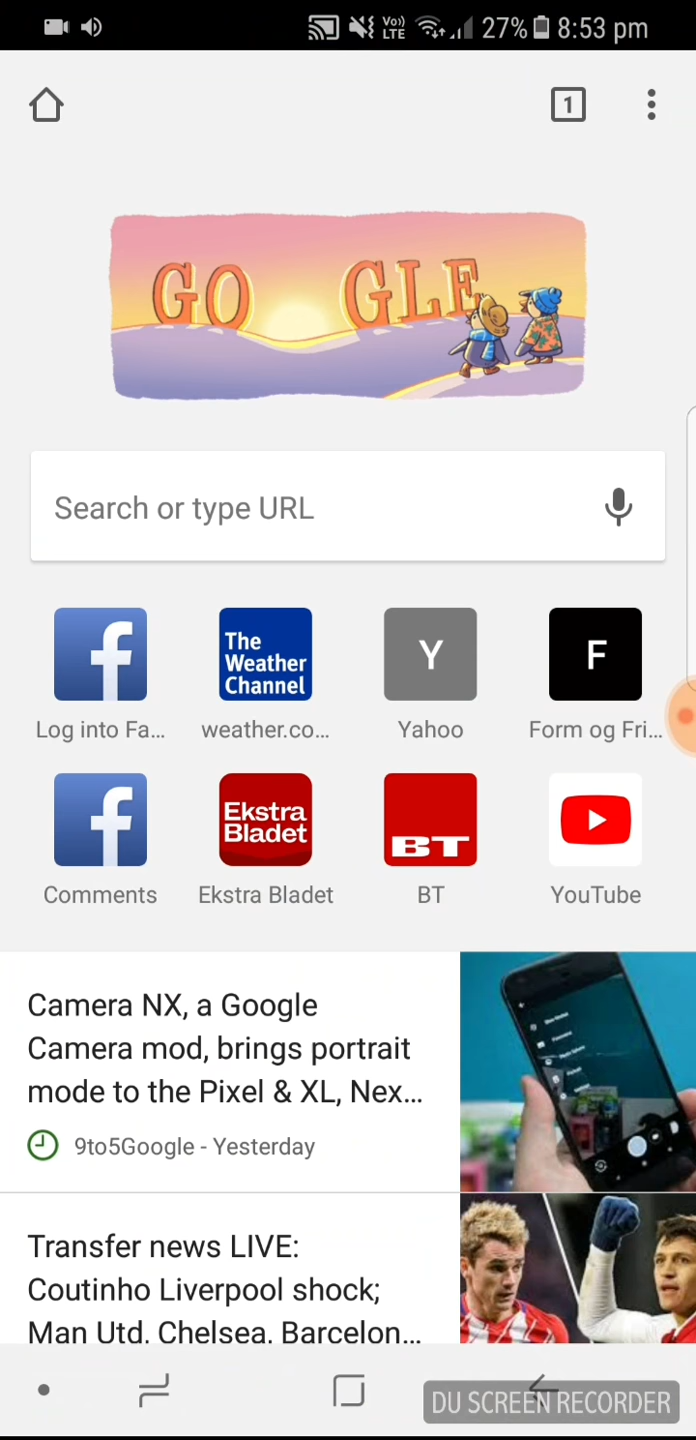 Vo)) LTE 27% 8:53 pm
1
GO GLE
Search or type URL
The Weather Channel
Y
F
Log into Fa...
weather.co...
Yahoo
Form og Fri...
Ekstra Bladet
BT
Comments
Ekstra Bladet
BT
YouTube
Camera NX, a Google
Camera mod, brings portrait
mode to the Pixel & XL, Nex...
9to5Google - Yesterday
Transfer news LIVE:
Coutinho Liverpool shock;
Man Utd, Chelsea, Barcelon...
DU SCREEN RECORDER